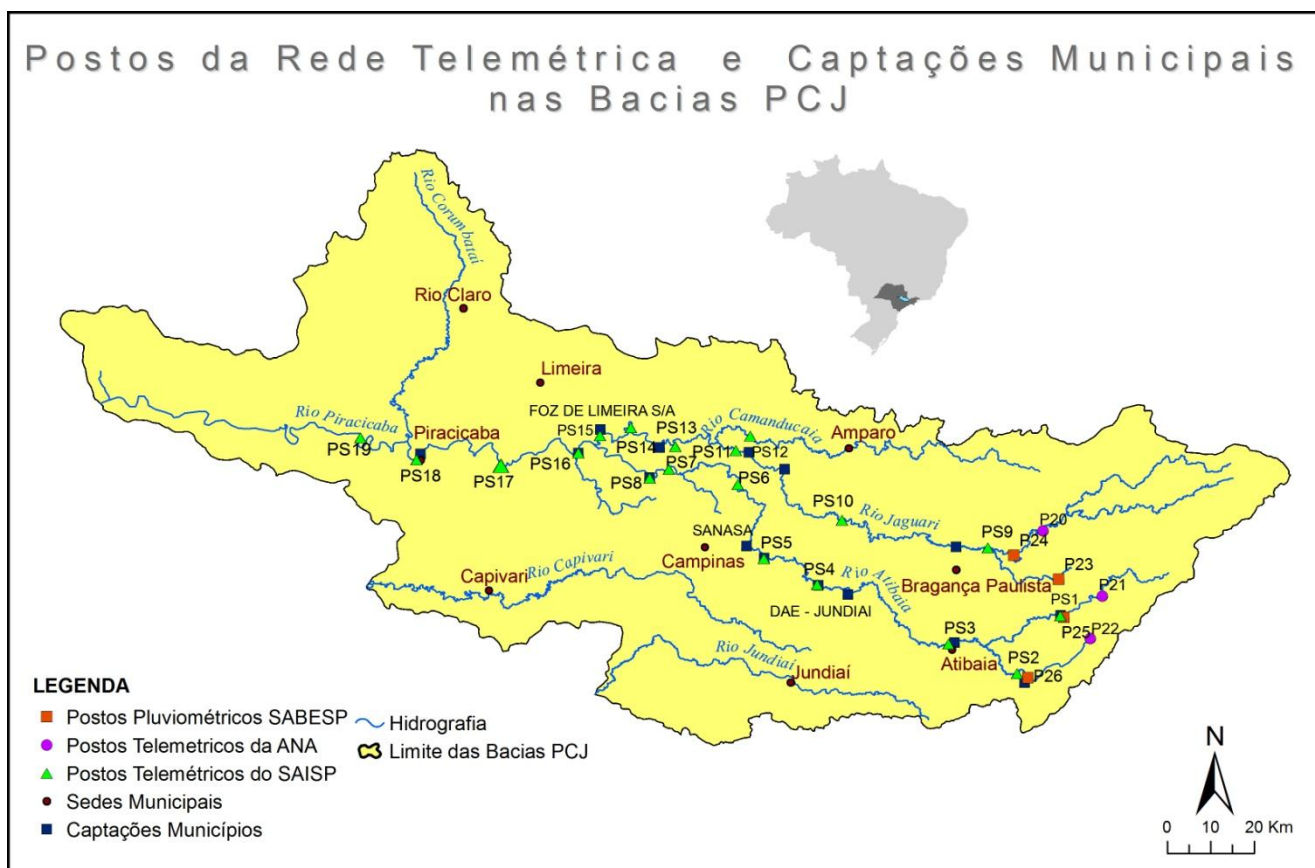 Postos da Rede Telemétrica e Captações Municipais
nas Bacias PCJ
Rio Corumbataí
Rio Claro
Limeira
FOZ DE LIMEIRA S/A
Rio Camanducaia
Rio Piracicaba
Piracicaba
PS15
PS13
Amparo
PS19
PS14
PS11
PS12
PS16
PS7
PS18
PS17
PS8
PS6
PS10
Rio Jaguari
P20
PS9
P24
SANASA
PS5
Campinas
Rio Capivari
Capivari
PS4
Rio Atibaia
Bragança Paulista
P23
P21
DAE - JUNDIAI
PS1
P25
P22
PS3
Atibaia
Rio Jundiaí
Jundiaí
PS2
P26
LEGENDA
Postos Pluviométricos SABESP
Hidrografia
Postos Telemetricos da ANA
Limite das Bacias PCJ
Postos Telemétricos do SAISP
Sedes Municipais
Captações Municípios
N
0 10 20 Km